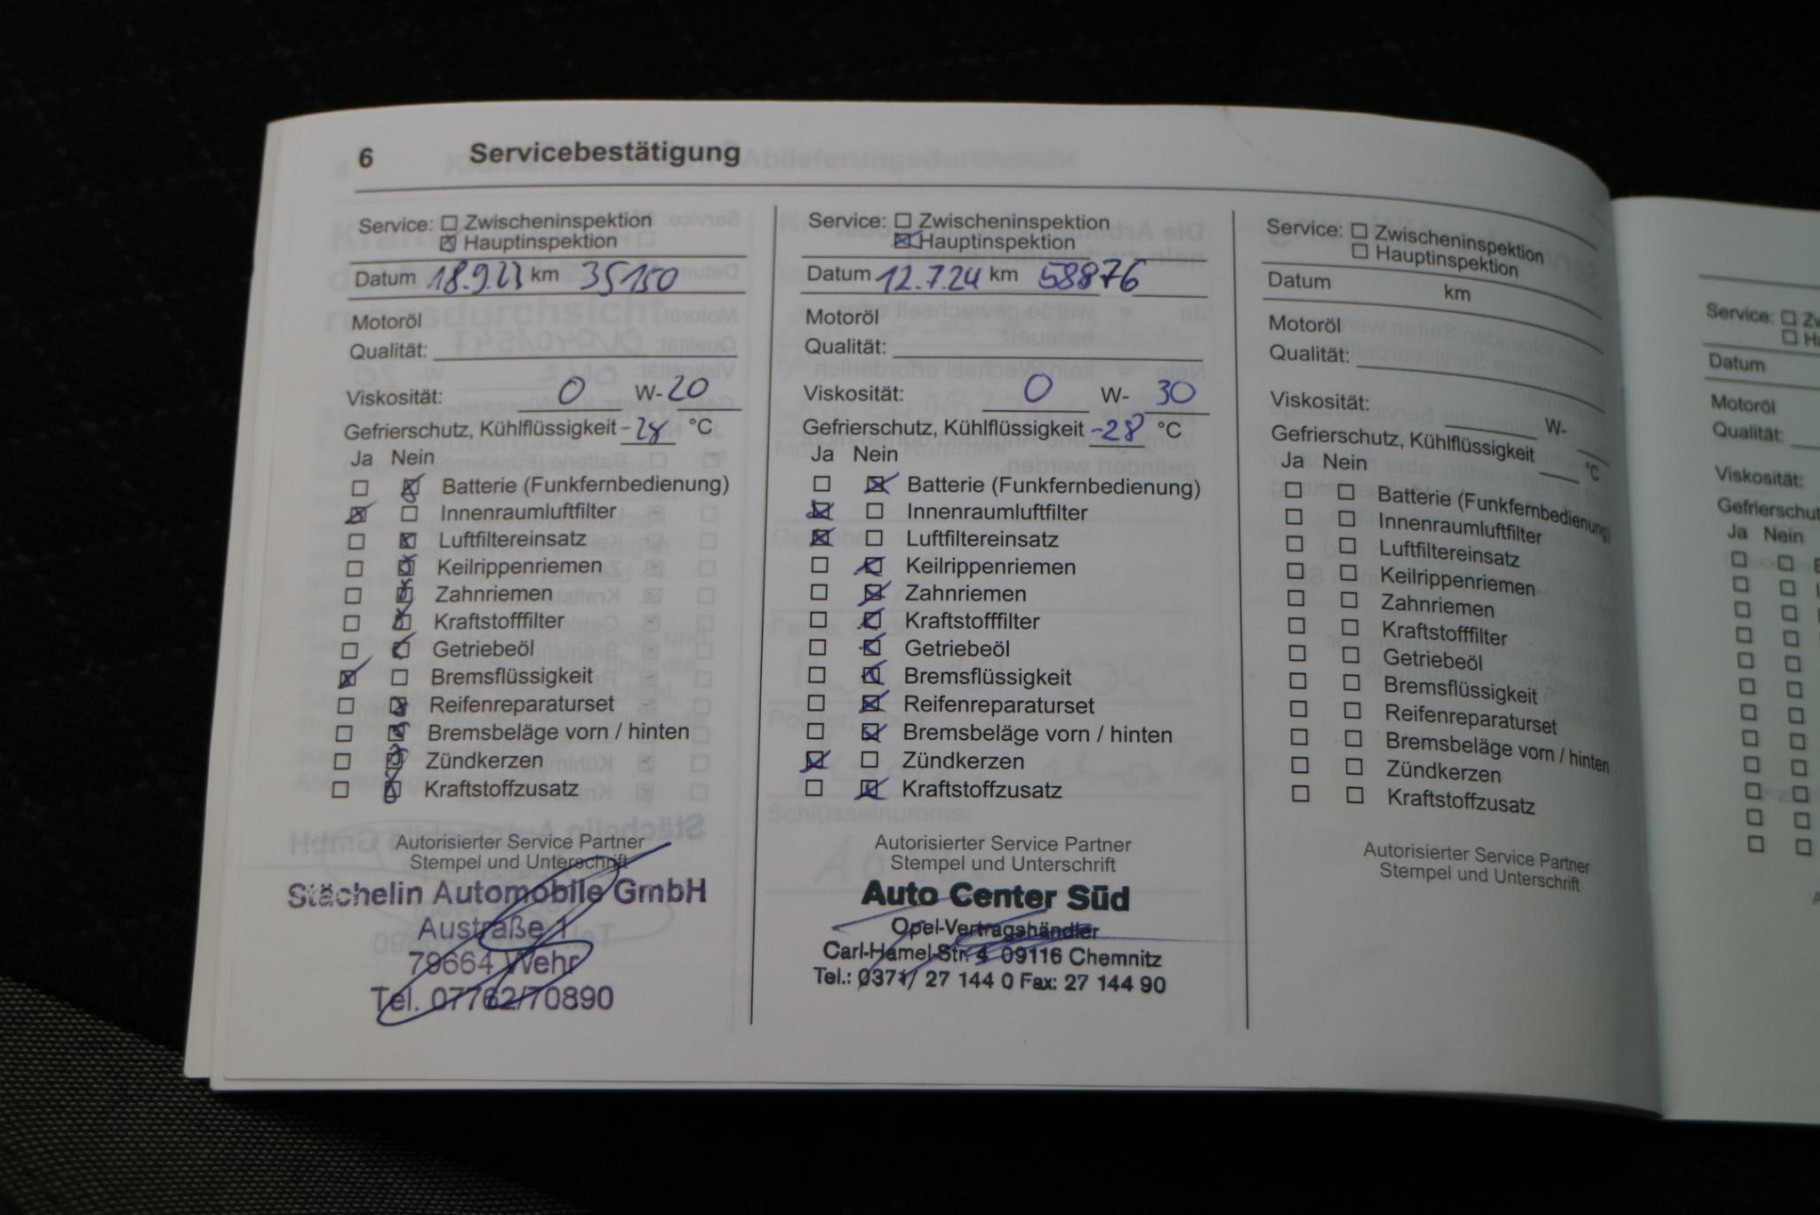 6 Servicebestätigung
Service: ☐ Zwischeninspektion
☒ Hauptinspektion
Datum 18.9.23 km 35150
Motoröl
Qualität:
Viskosität: 0 W-20
Gefrierschutz, Kühlflüssigkeit -28 °C
Ja Nein
☐ ☒ Batterie (Funkfernbedienung)
☒ ☐ Innenraumluftfilter
☐ ☒ Luftfiltereinsatz
☐ ☒ Keilrippenriemen
☐ ☒ Zahnriemen
☐ ☒ Kraftstofffilter
☐ ☒ Getriebeöl
☒ ☐ Bremsflüssigkeit
☐ ☒ Reifenreparaturset
☐ ☒ Bremsbeläge vorn / hinten
☐ ☒ Zündkerzen
☐ ☒ Kraftstoffzusatz
Autorisierter Service Partner
Stempel und Unterschrift
Stächelin Automobile GmbH
Austraße 1
79664 Wehr
Tel. 07762/70890
Service: ☐ Zwischeninspektion
☒ Hauptinspektion
Datum 12.7.24 km 58876
Motoröl
Qualität:
Viskosität: 0 W- 30
Gefrierschutz, Kühlflüssigkeit -28 °C
Ja Nein
☐ ☒ Batterie (Funkfernbedienung)
☒ ☐ Innenraumluftfilter
☒ ☐ Luftfiltereinsatz
☐ ☒ Keilrippenriemen
☐ ☒ Zahnriemen
☐ ☒ Kraftstofffilter
☐ ☒ Getriebeöl
☐ ☒ Bremsflüssigkeit
☐ ☒ Reifenreparaturset
☐ ☒ Bremsbeläge vorn / hinten
☒ ☐ Zündkerzen
☐ ☒ Kraftstoffzusatz
Autorisierter Service Partner
Stempel und Unterschrift
Auto Center Süd
Opel-Vertragshändler
Carl-Hamel-Str. 4 09116 Chemnitz
Tel.: 0371/ 27 144 0 Fax: 27 144 90
Service: ☐ Zwischeninspektion
☐ Hauptinspektion
Datum km
Motoröl
Qualität:
Viskosität: W-
Gefrierschutz, Kühlflüssigkeit °C
Ja Nein
☐ ☐ Batterie (Funkfernbedienung)
☐ ☐ Innenraumluftfilter
☐ ☐ Luftfiltereinsatz
☐ ☐ Keilrippenriemen
☐ ☐ Zahnriemen
☐ ☐ Kraftstofffilter
☐ ☐ Getriebeöl
☐ ☐ Bremsflüssigkeit
☐ ☐ Reifenreparaturset
☐ ☐ Bremsbeläge vorn / hinten
☐ ☐ Zündkerzen
☐ ☐ Kraftstoffzusatz
Autorisierter Service Partner
Stempel und Unterschrift
Service: ☐
☐
Datum
Motoröl
Qualität:
Viskosität:
Ja Nein